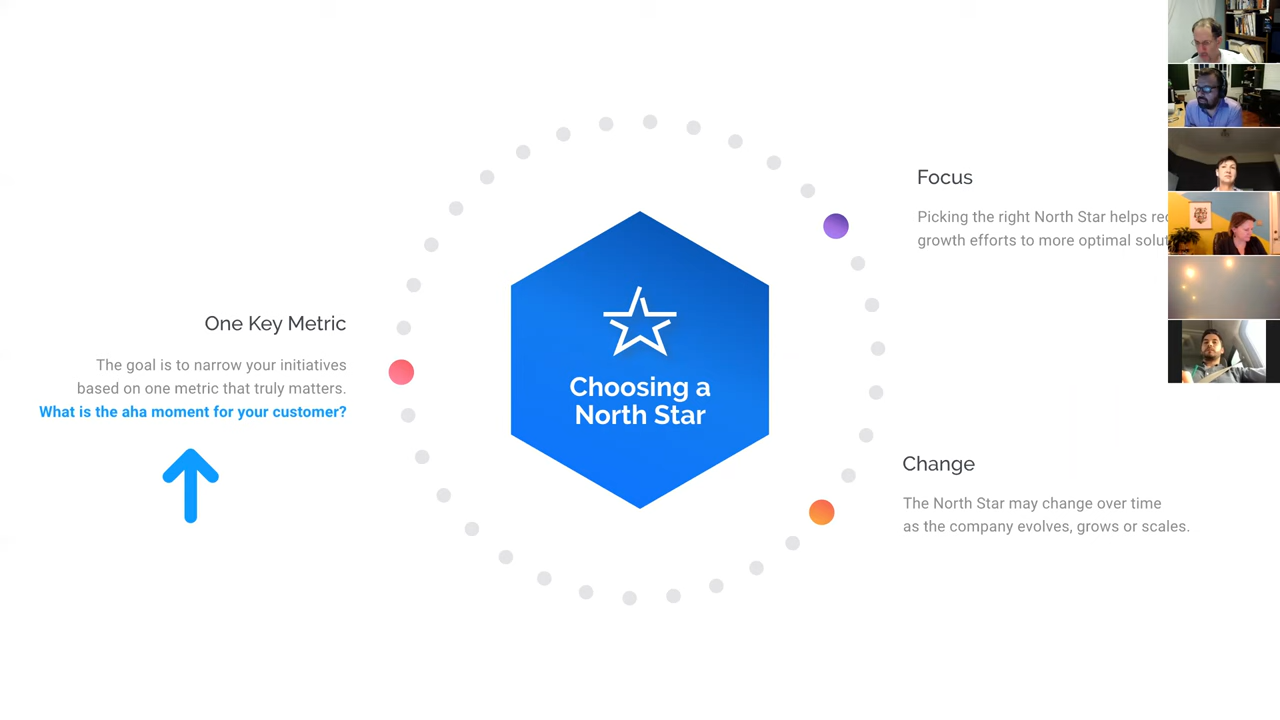 Focus
Picking the right North Star helps
growth efforts to more optimal
One Key Metric
The goal is to narrow your initiatives
based on one metric that truly matters.
What is the aha moment for your customer?
Choosing a
North Star
Change
The North Star may change over time
as the company evolves, grows or scales.